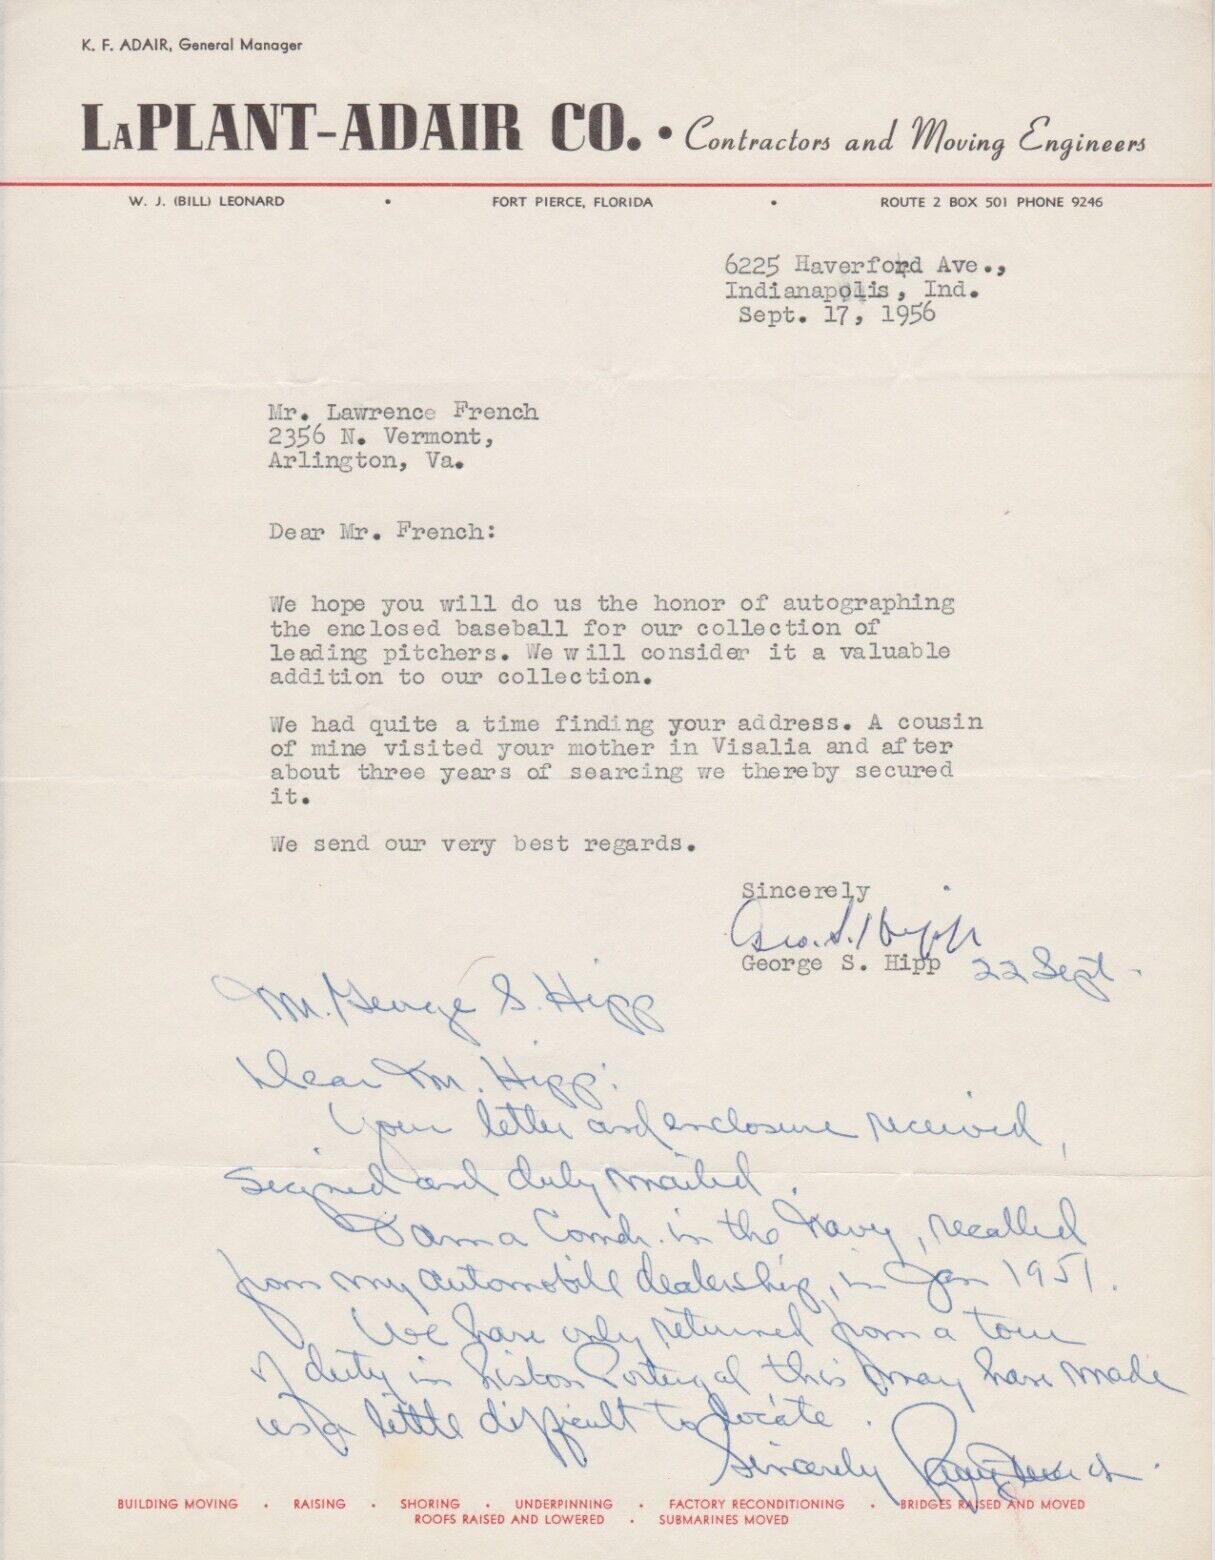 K. F. ADAIR, General Manager
LaPLANT-ADAIR CO. • Contractors and Moving Engineers
W. J. (BILL) LEONARD • FORT PIERCE, FLORIDA • ROUTE 2 BOX 501 PHONE 9246
6225 Haverford Ave.,
Indianapolis, Ind.
Sept. 17, 1956
Mr. Lawrence French
2356 N. Vermont,
Arlington, Va.
Dear Mr. French:
We hope you will do us the honor of autographing
the enclosed baseball for our collection of
leading pitchers. We will consider it a valuable
addition to our collection.
We had quite a time finding your address. A cousin
of mine visited your mother in Visalia and after
about three years of searcing we thereby secured
it.
We send our very best regards.
Sincerely
Geo. S. Hipp
George S. Hipp
22 Sept.
Mr. George S. Hipp
Dear Mr. Hipp:
Your letter and enclosure received,
signed and duly mailed.
I am a Comdr. in the Navy, recalled
from my automobile dealership, in Jan 1951.
We have only returned from a tour
of duty in Lisbon Portugal this may have made
us a little difficult to locate.
Sincerely Larry French
BUILDING MOVING • RAISING • SHORING • UNDERPINNING • FACTORY RECONDITIONING • BRIDGES RAISED AND MOVED
ROOFS RAISED AND LOWERED • SUBMARINES MOVED